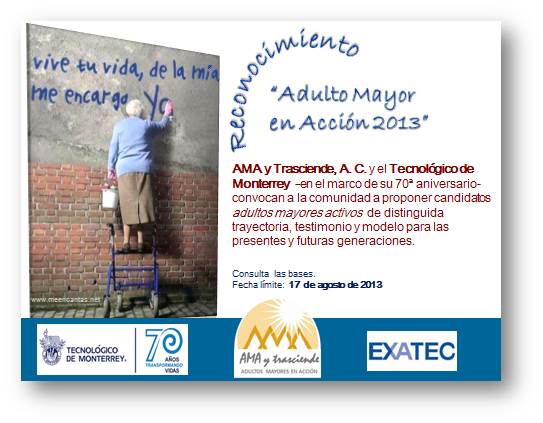 vive tu vida, de la mía
me encargo Yo
www.meencantas.net
Reconocimiento
"Adulto Mayor
en Acción 2013"
AMA y Trasciende, A. C. y el Tecnológico de
Monterrey –en el marco de su 70ª aniversario-
convocan a la comunidad a proponer candidatos
adultos mayores activos de distinguida
trayectoria, testimonio y modelo para las
presentes y futuras generaciones.
Consulta las bases.
Fecha límite: 17 de agosto de 2013
TECNOLÓGICO
DE MONTERREY.
70
AÑOS
TRANSFORMANDO
VIDAS
AMA y trasciende
ADULTOS MAYORES EN ACCIÓN
EXATEC